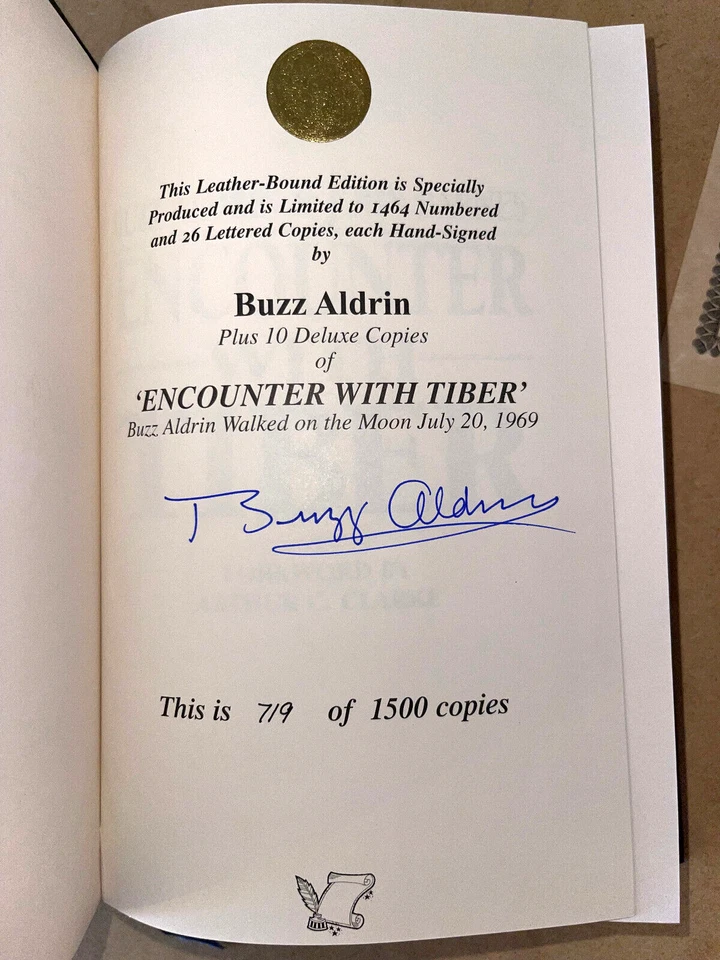 This Leather-Bound Edition is Specially
Produced and is Limited to 1464 Numbered
and 26 Lettered Copies, each Hand-Signed
by
Buzz Aldrin
Plus 10 Deluxe Copies
of
‘ENCOUNTER WITH TIBER’
Buzz Aldrin Walked on the Moon July 20, 1969
Buzz Aldrin
This is 719 of 1500 copies